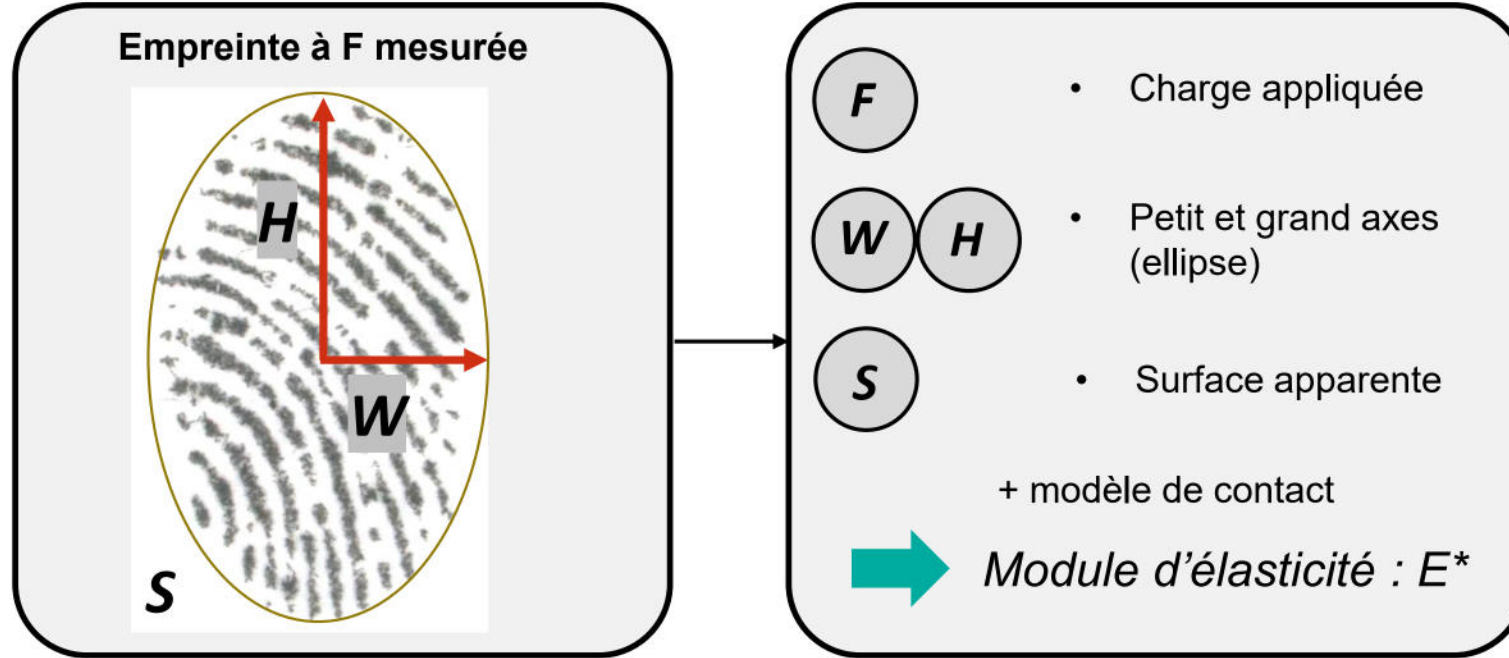 Empreinte à F mesurée
H
W
S
F
• Charge appliquée
W H
• Petit et grand axes
(ellipse)
S
• Surface apparente
+ modèle de contact
Module d'élasticité : E*